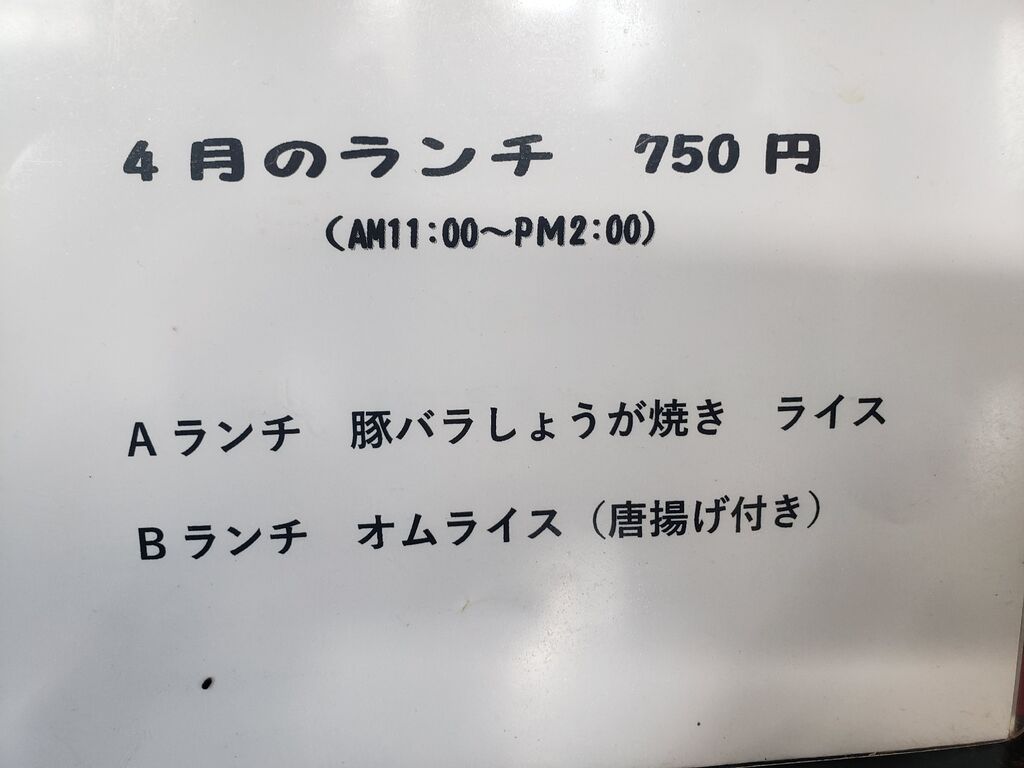 4月のランチ　750円
(AM11:00～PM2:00)
Aランチ　豚バラしょうが焼き　ライス
Bランチ　オムライス（唐揚げ付き）